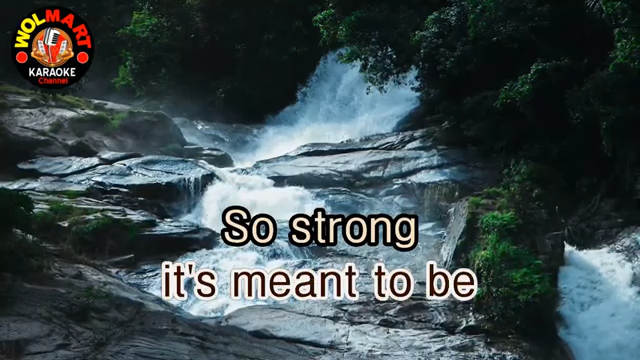 WOLMART
KARAOKE
Channel
So strong
it's meant to be